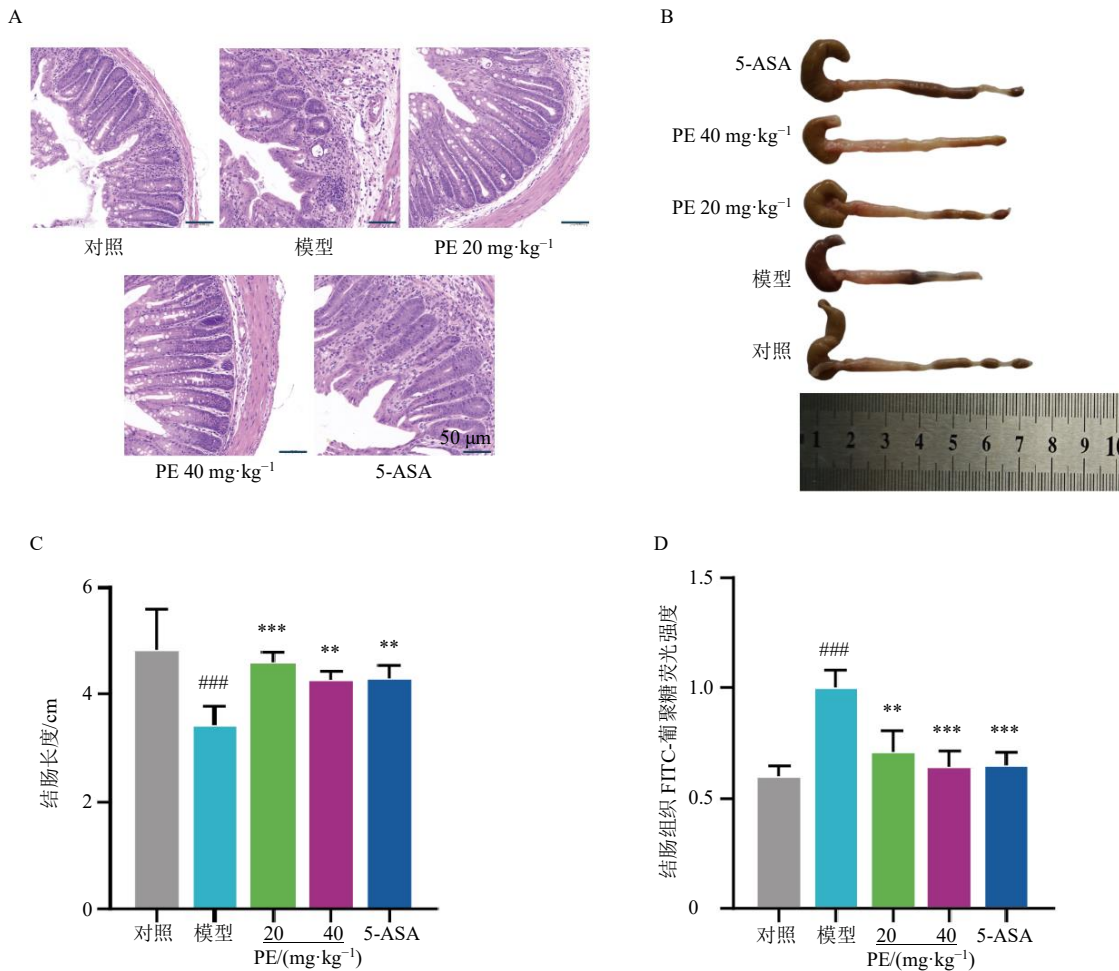 A
对照
模型
PE 20 mg·kg⁻¹
PE 40 mg·kg⁻¹
50 μm
5-ASA
B
5-ASA
PE 40 mg·kg⁻¹
PE 20 mg·kg⁻¹
模型
对照
1 2 3 4 5 6 7 8 9 10
C
结肠长度/cm
6
4
2
0
###
***
**
**
对照 模型 20 40 5-ASA
PE/(mg·kg⁻¹)
D
结肠组织 FITC-葡聚糖荧光强度
1.5
1.0
0.5
0
###
**
***
***
对照 模型 20 40 5-ASA
PE/(mg·kg⁻¹)